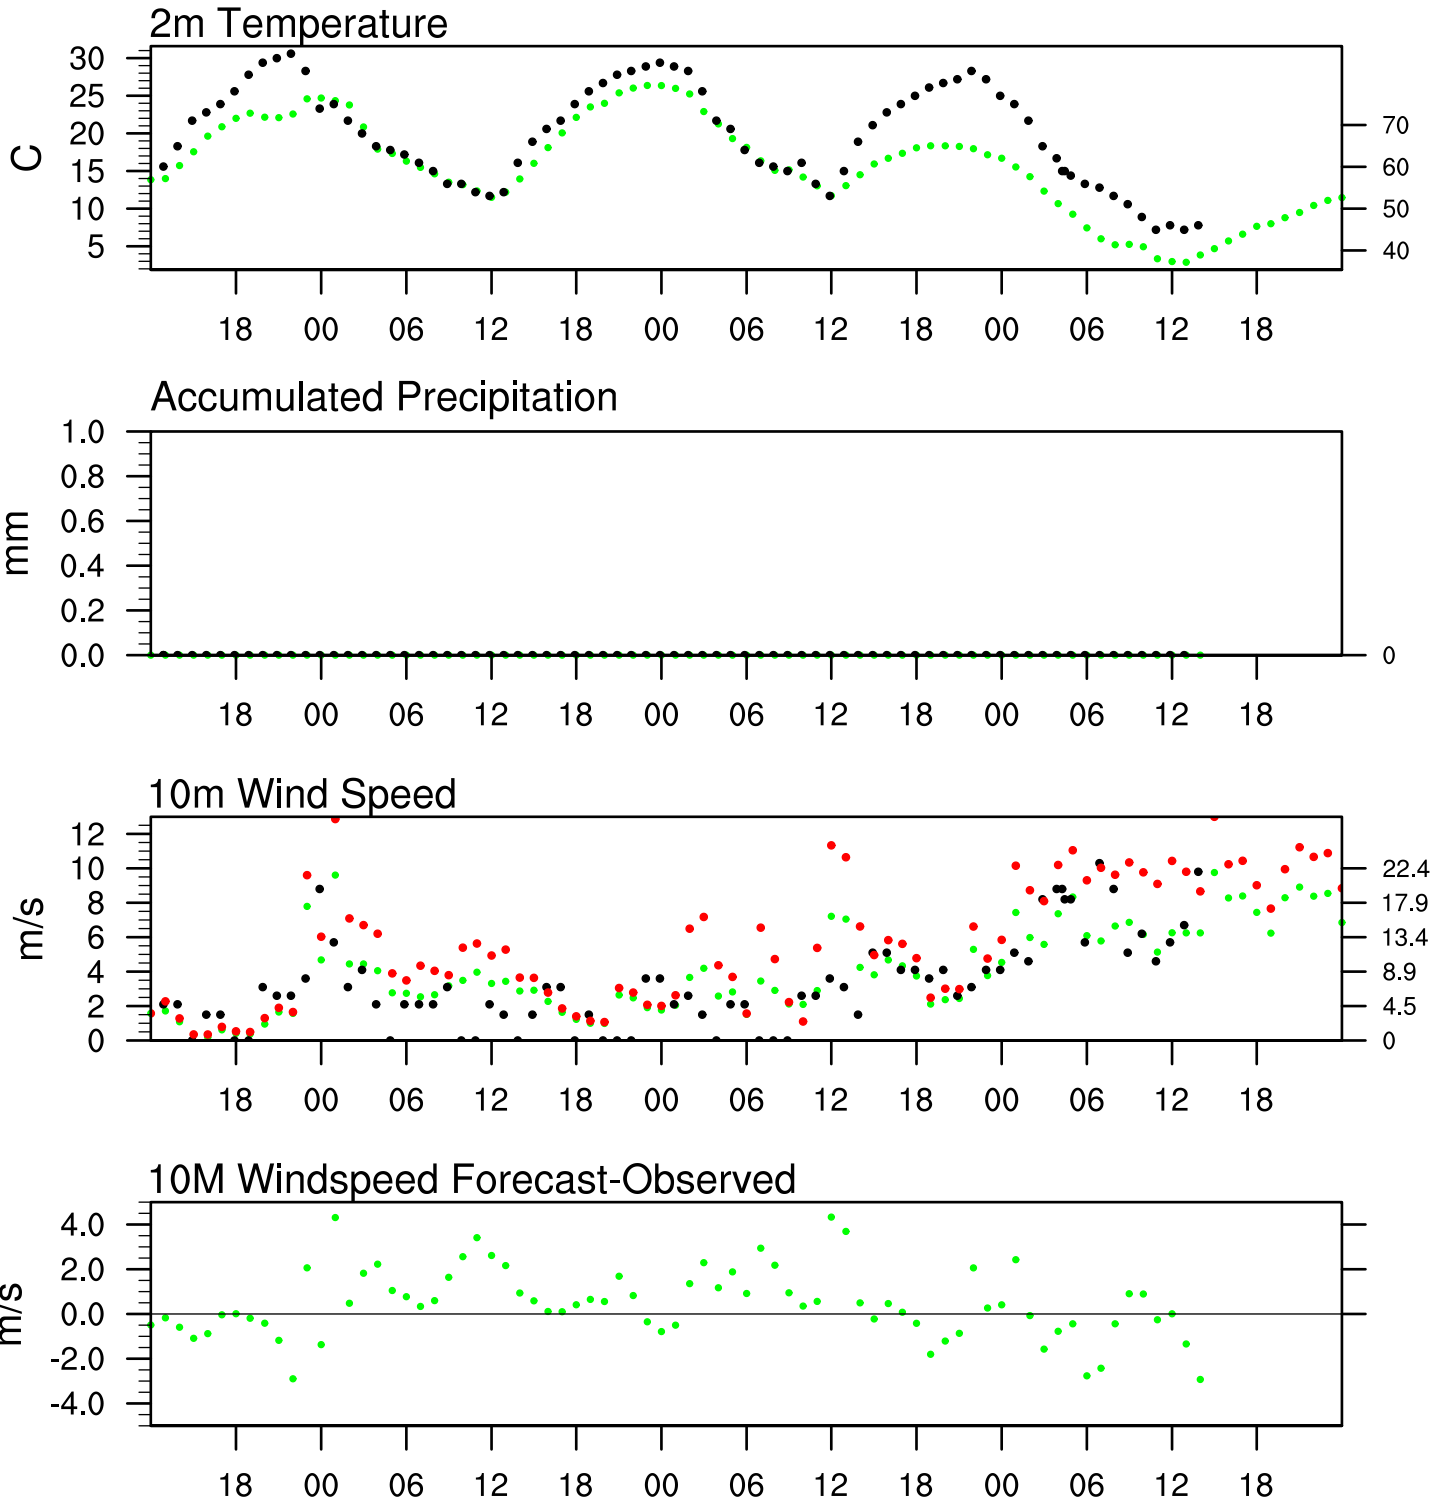 2m Temperature
30
25
20
15
10
5
C
70
60
50
40
18 00 06 12 18 00 06 12 18 00 06 12 18
Accumulated Precipitation
1.0
0.8
0.6
0.4
0.2
0.0
mm
0
18 00 06 12 18 00 06 12 18 00 06 12 18
10m Wind Speed
12
10
8
6
4
2
0
m/s
22.4
17.9
13.4
8.9
4.5
0
18 00 06 12 18 00 06 12 18 00 06 12 18
10M Windspeed Forecast-Observed
4.0
2.0
0.0
-2.0
-4.0
m/s
18 00 06 12 18 00 06 12 18 00 06 12 18